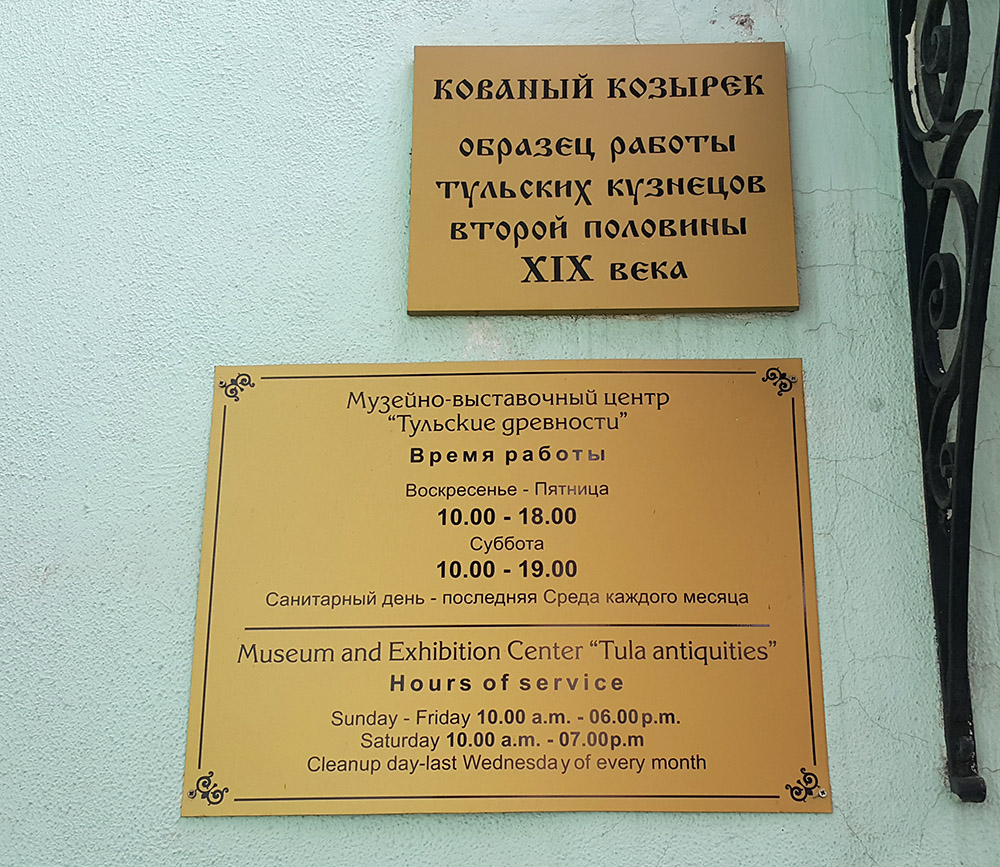 КОВАНЫЙ КОЗЫРЕК
ОБРАЗЕЦ РАБОТЫ
ТУЛЬСКИХ КУЗНЕЦОВ
ВТОРОЙ ПОЛОВИНЫ
XIX ВЕКА
Музейно-выставочный центр
“Тульские древности”
Время работы
Воскресенье - Пятница
10.00 - 18.00
Суббота
10.00 - 19.00
Санитарный день - последняя Среда каждого месяца
Museum and Exhibition Center “Tula antiquities”
Hours of service
Sunday - Friday 10.00 a.m. - 06.00p.m.
Saturday 10.00 a.m. - 07.00p.m
Cleanup day-last Wednesday of every month